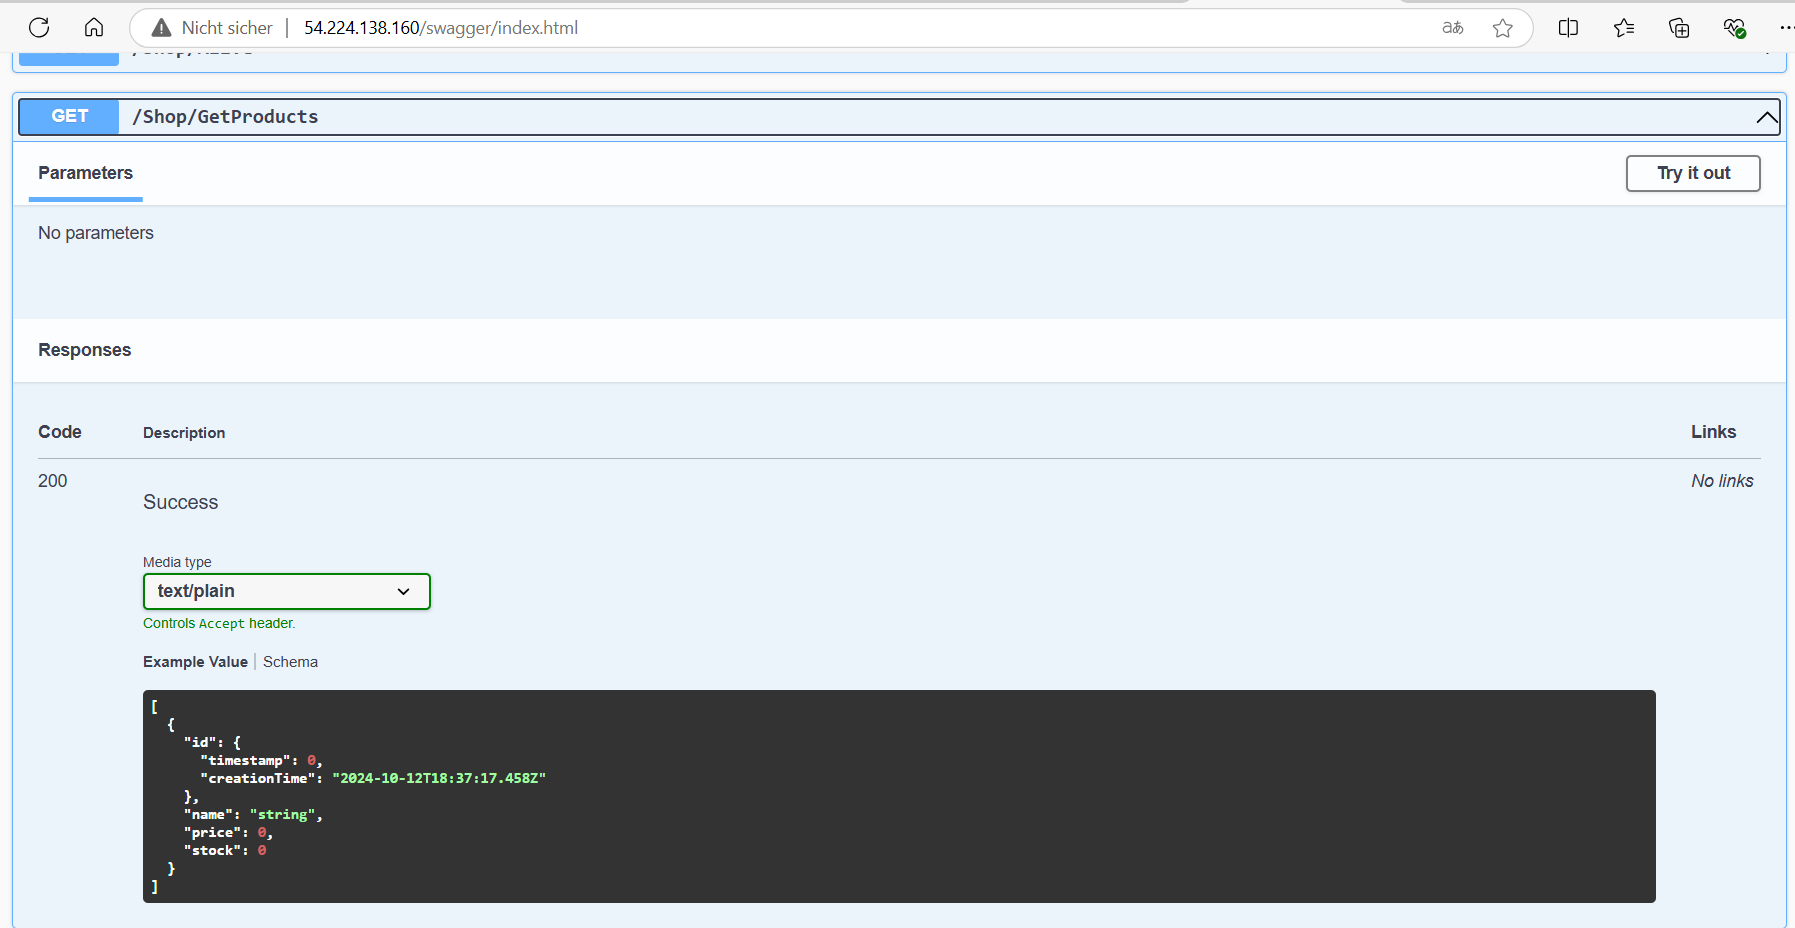 Nicht sicher
54.224.138.160/swagger/index.html
GET /Shop/GetProducts
Parameters
Try it out
No parameters
Responses
Code Description Links
200 Success No links
Media type
text/plain
Controls Accept header.
Example Value | Schema
[
{
"id": {
"timestamp": 0,
"creationTime": "2024-10-12T18:37:17.458Z"
},
"name": "string",
"price": 0,
"stock": 0
}
]